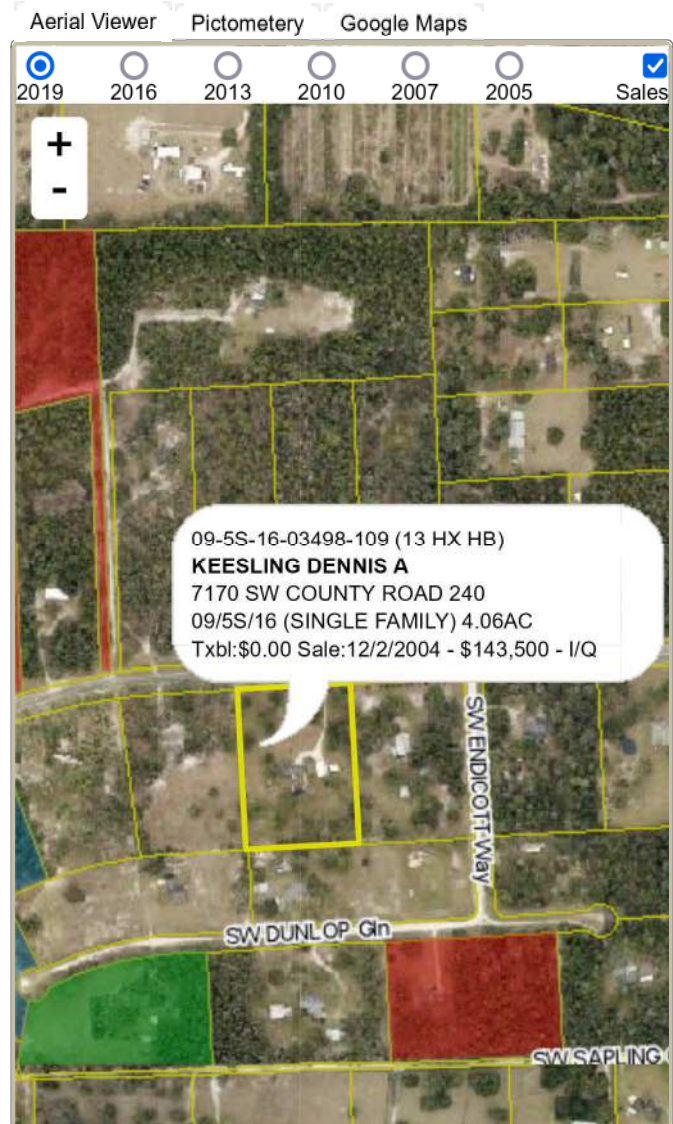 Aerial Viewer Pictometery Google Maps
2019 2016 2013 2010 2007 2005 Sales
+
-
09-5S-16-03498-109 (13 HX HB)
KEESLING DENNIS A
7170 SW COUNTY ROAD 240
09/5S/16 (SINGLE FAMILY) 4.06AC
Txbl:$0.00 Sale:12/2/2004 - $143,500 - I/Q
SW ENDICOTT Way
SW DUNLOP Gln
SW SAPLING